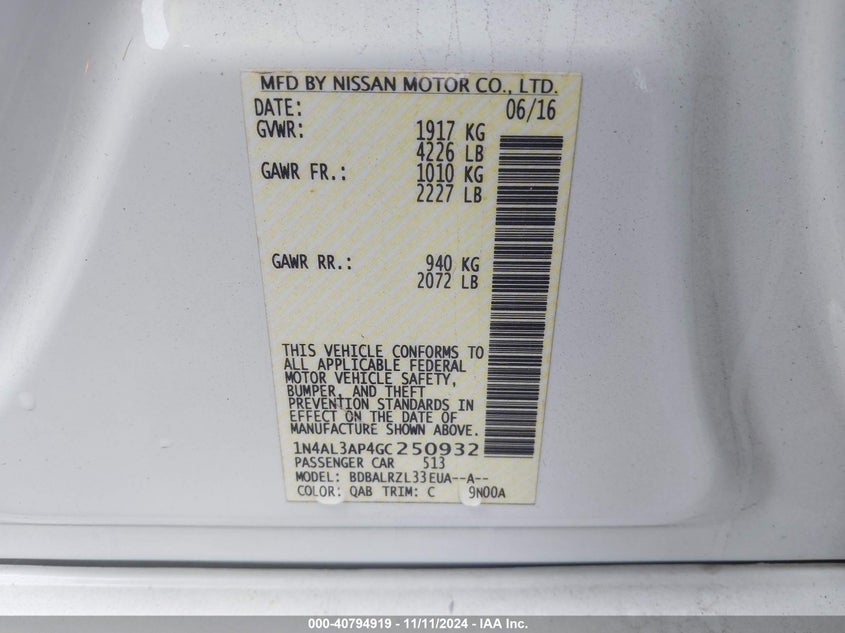 MFD BY NISSAN MOTOR CO., LTD.
DATE: 06/16
GVWR: 1917 KG
4226 LB
GAWR FR.: 1010 KG
2227 LB
GAWR RR.: 940 KG
2072 LB
THIS VEHICLE CONFORMS TO
ALL APPLICABLE FEDERAL
MOTOR VEHICLE SAFETY,
BUMPER, AND THEFT
PREVENTION STANDARDS IN
EFFECT ON THE DATE OF
MANUFACTURE SHOWN ABOVE.
1N4AL3AP4GC250932
PASSENGER CAR 513
MODEL: BDBALRZL33EUA--A--
COLOR: QAB TRIM: C 9N00A
000-40794919 - 11/11/2024 - IAA Inc.